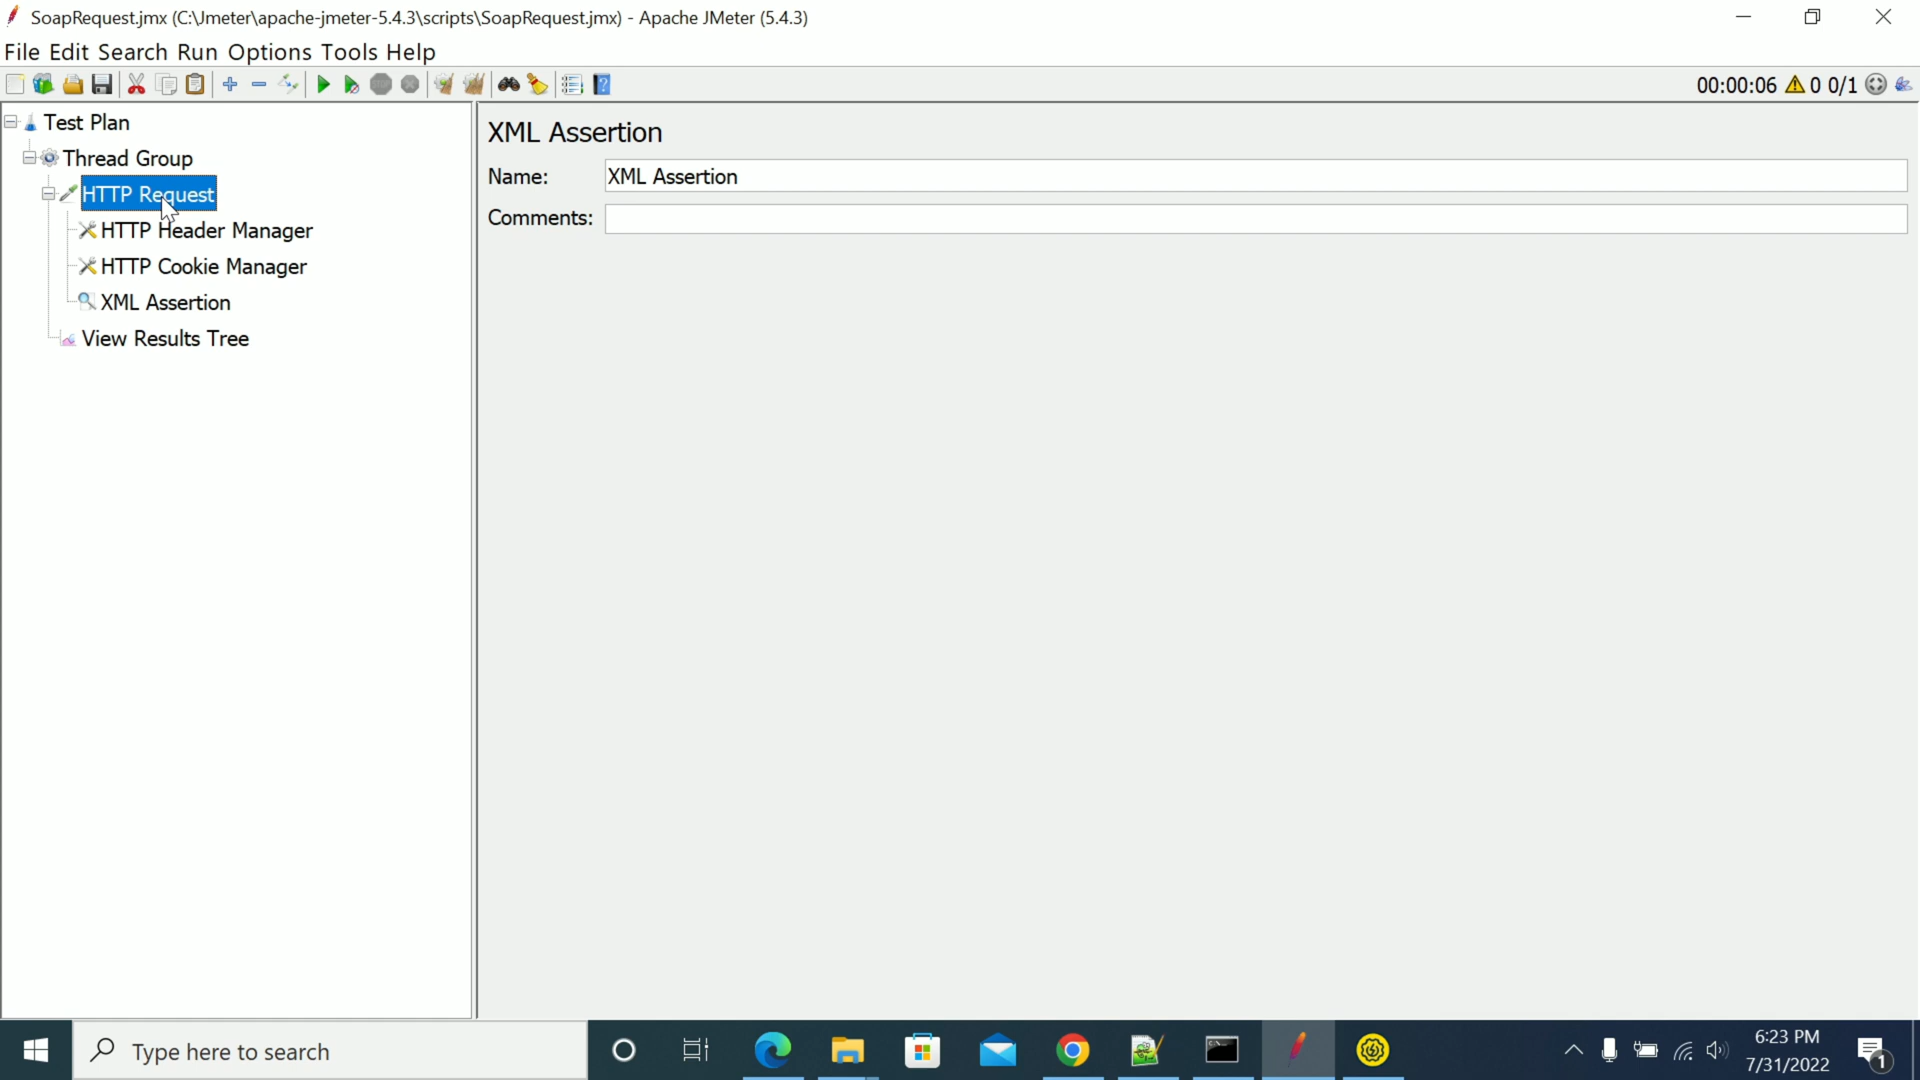 SoapRequest.jmx (C:\Jmeter\apache-jmeter-5.4.3\scripts\SoapRequest.jmx) - Apache JMeter (5.4.3)
File Edit Search Run Options Tools Help
00:00:06 0 0/1
Test Plan
Thread Group
HTTP Request
HTTP Header Manager
HTTP Cookie Manager
XML Assertion
View Results Tree
XML Assertion
Name: XML Assertion
Comments:
Type here to search
6:23 PM
7/31/2022
1